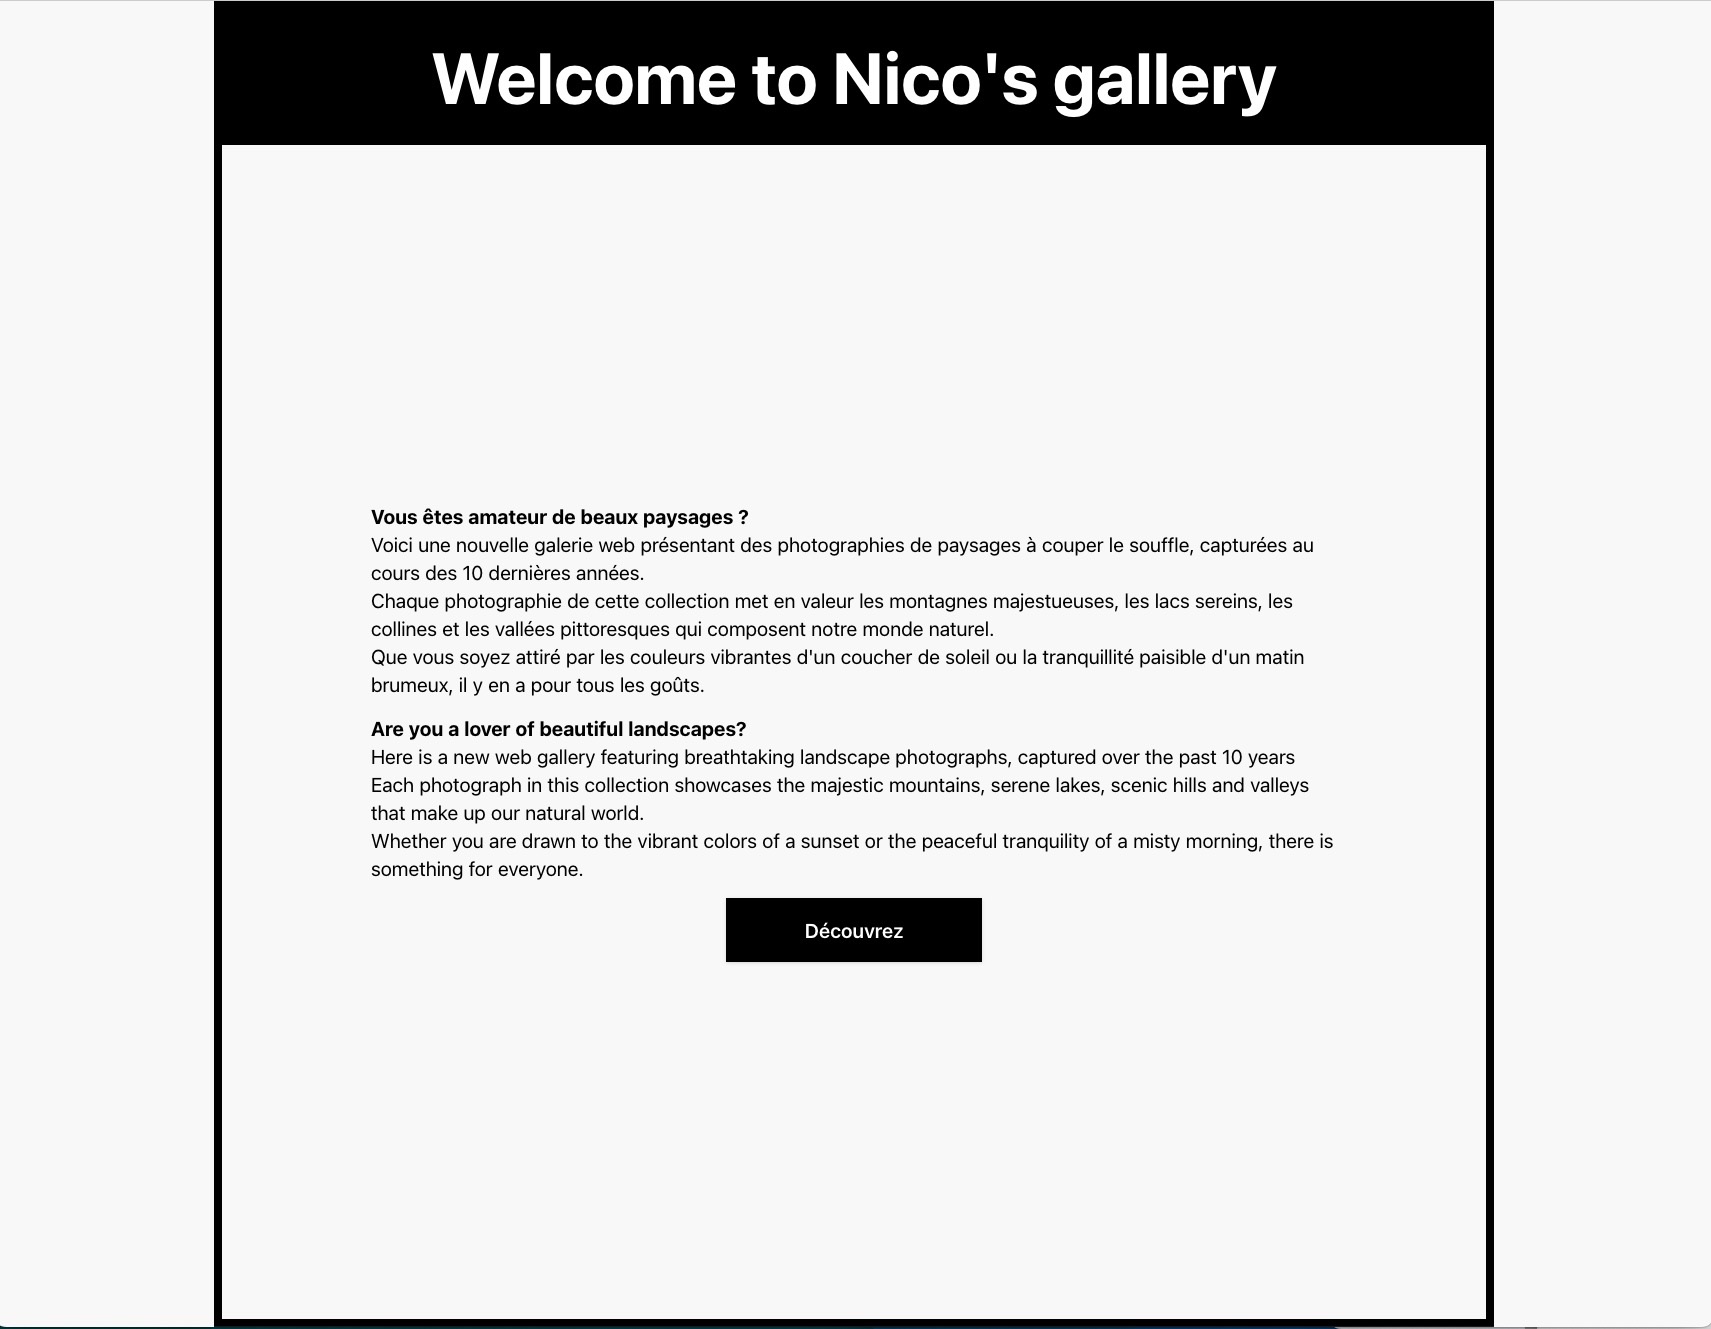 Welcome to Nico's gallery
Vous êtes amateur de beaux paysages ?
Voici une nouvelle galerie web présentant des photographies de paysages à couper le souffle, capturées au
cours des 10 dernières années.
Chaque photographie de cette collection met en valeur les montagnes majestueuses, les lacs sereins, les
collines et les vallées pittoresques qui composent notre monde naturel.
Que vous soyez attiré par les couleurs vibrantes d'un coucher de soleil ou la tranquillité paisible d'un matin
brumeux, il y en a pour tous les goûts.
Are you a lover of beautiful landscapes?
Here is a new web gallery featuring breathtaking landscape photographs, captured over the past 10 years
Each photograph in this collection showcases the majestic mountains, serene lakes, scenic hills and valleys
that make up our natural world.
Whether you are drawn to the vibrant colors of a sunset or the peaceful tranquility of a misty morning, there is
something for everyone.
Découvrez